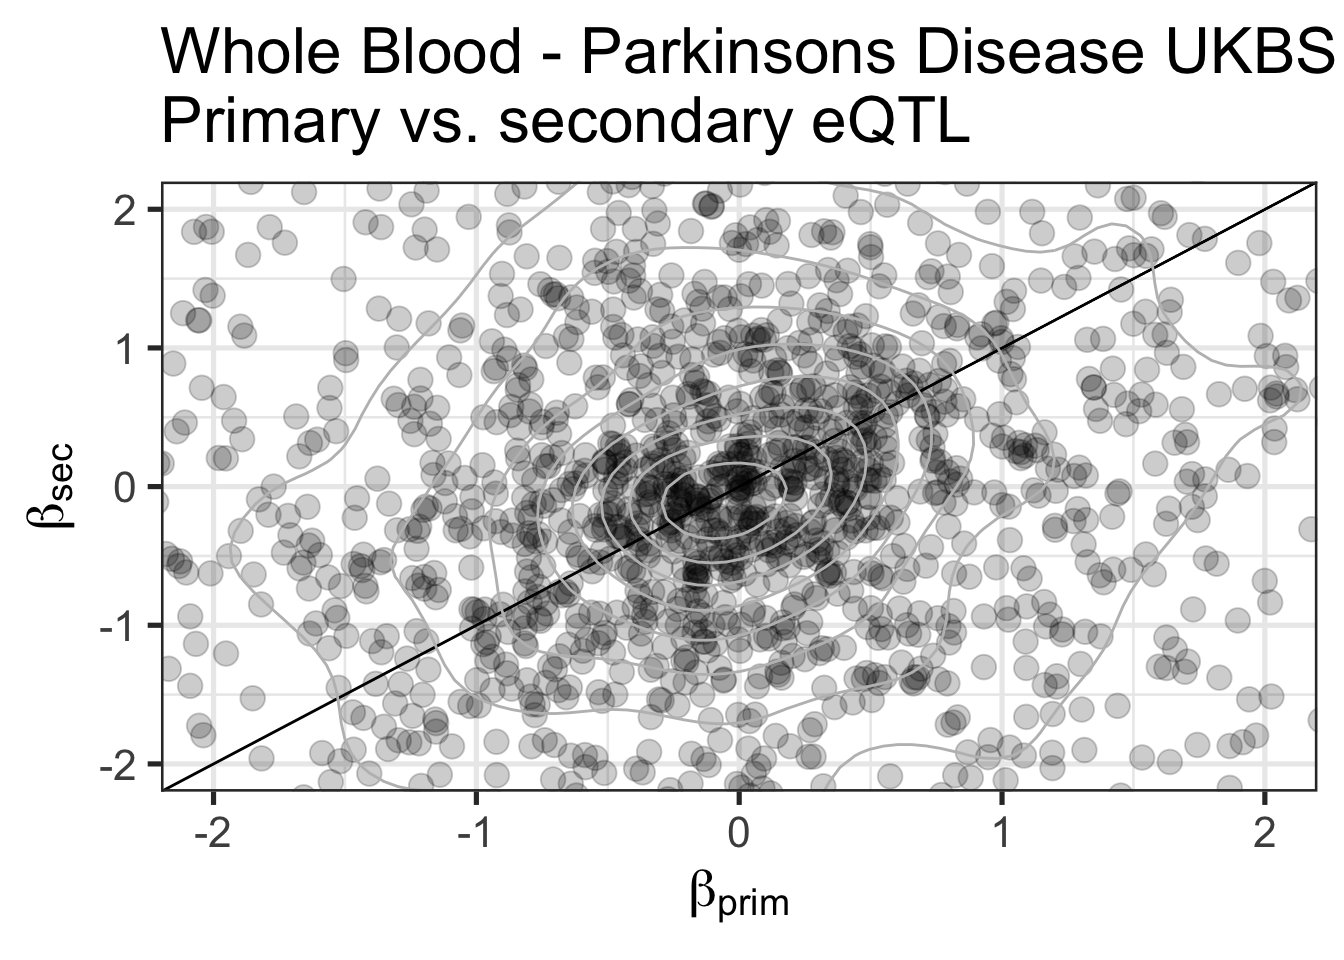 Whole Blood - Parkinsons Disease UKBS
Primary vs. secondary eQTL
2
1
0
-1
-2
βsec
-2 -1 0 1 2
βprim